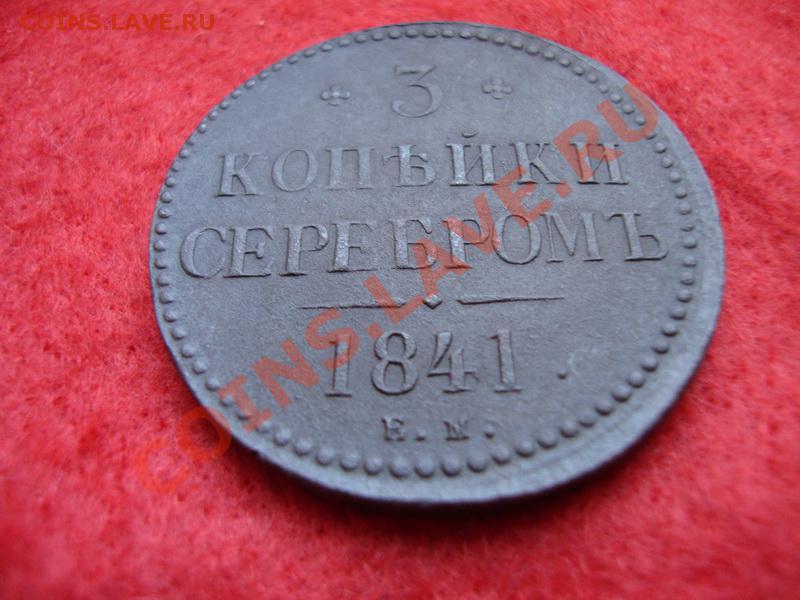 COINS.LAVE.RU
3
КОПѢЙКИ
СЕРЕБРОМЪ
1841.
Е.М.
COINS.LAVE.RU